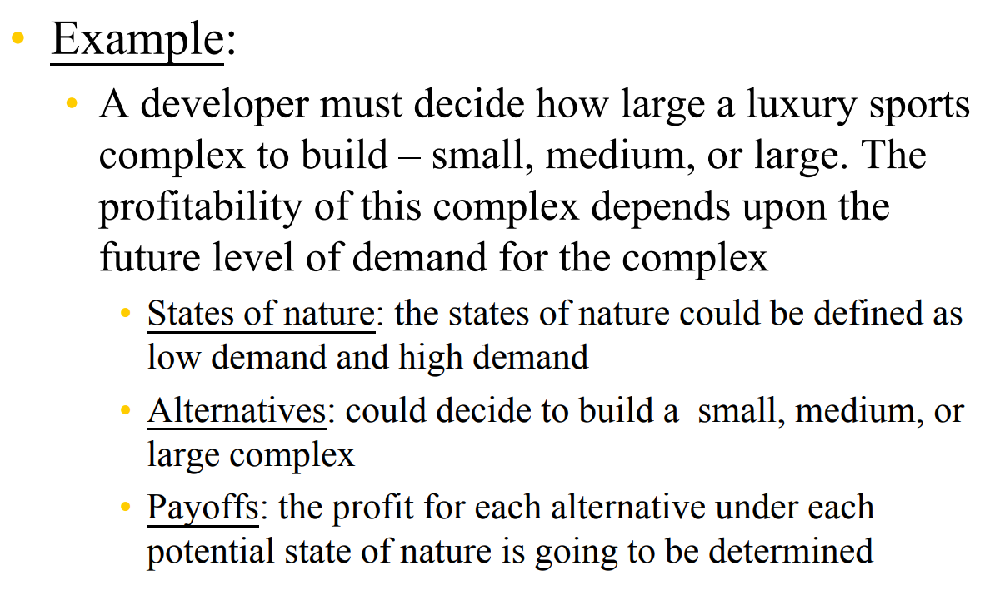 • Example:
• A developer must decide how large a luxury sports
complex to build – small, medium, or large. The
profitability of this complex depends upon the
future level of demand for the complex
• States of nature: the states of nature could be defined as
low demand and high demand
• Alternatives: could decide to build a  small, medium, or
large complex
• Payoffs: the profit for each alternative under each
potential state of nature is going to be determined